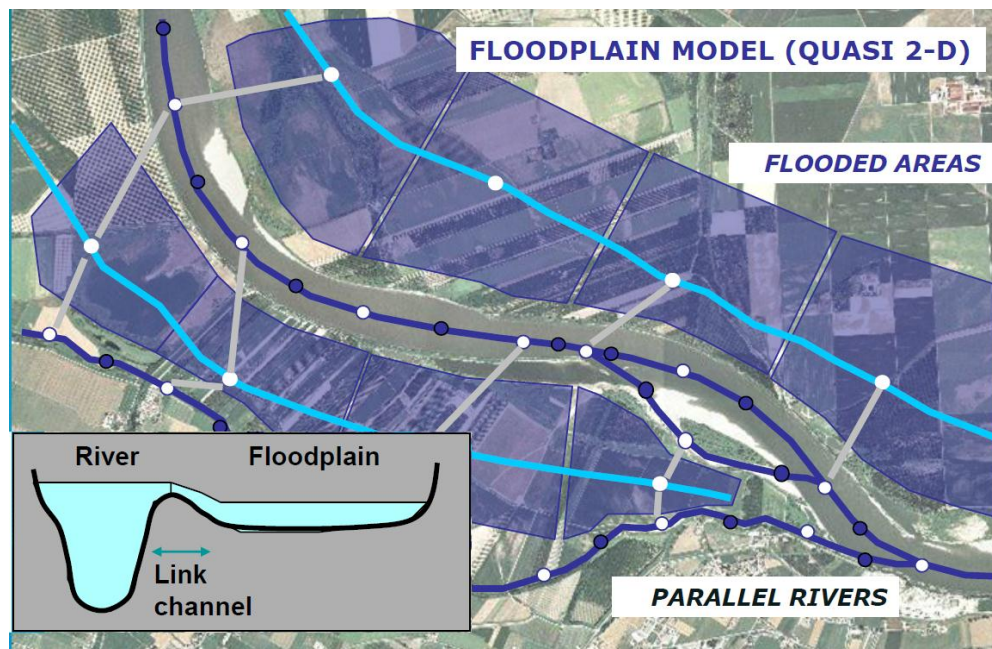 FLOODPLAIN MODEL (QUASI 2-D)
FLOODED AREAS
River Floodplain
Link
channel
PARALLEL RIVERS